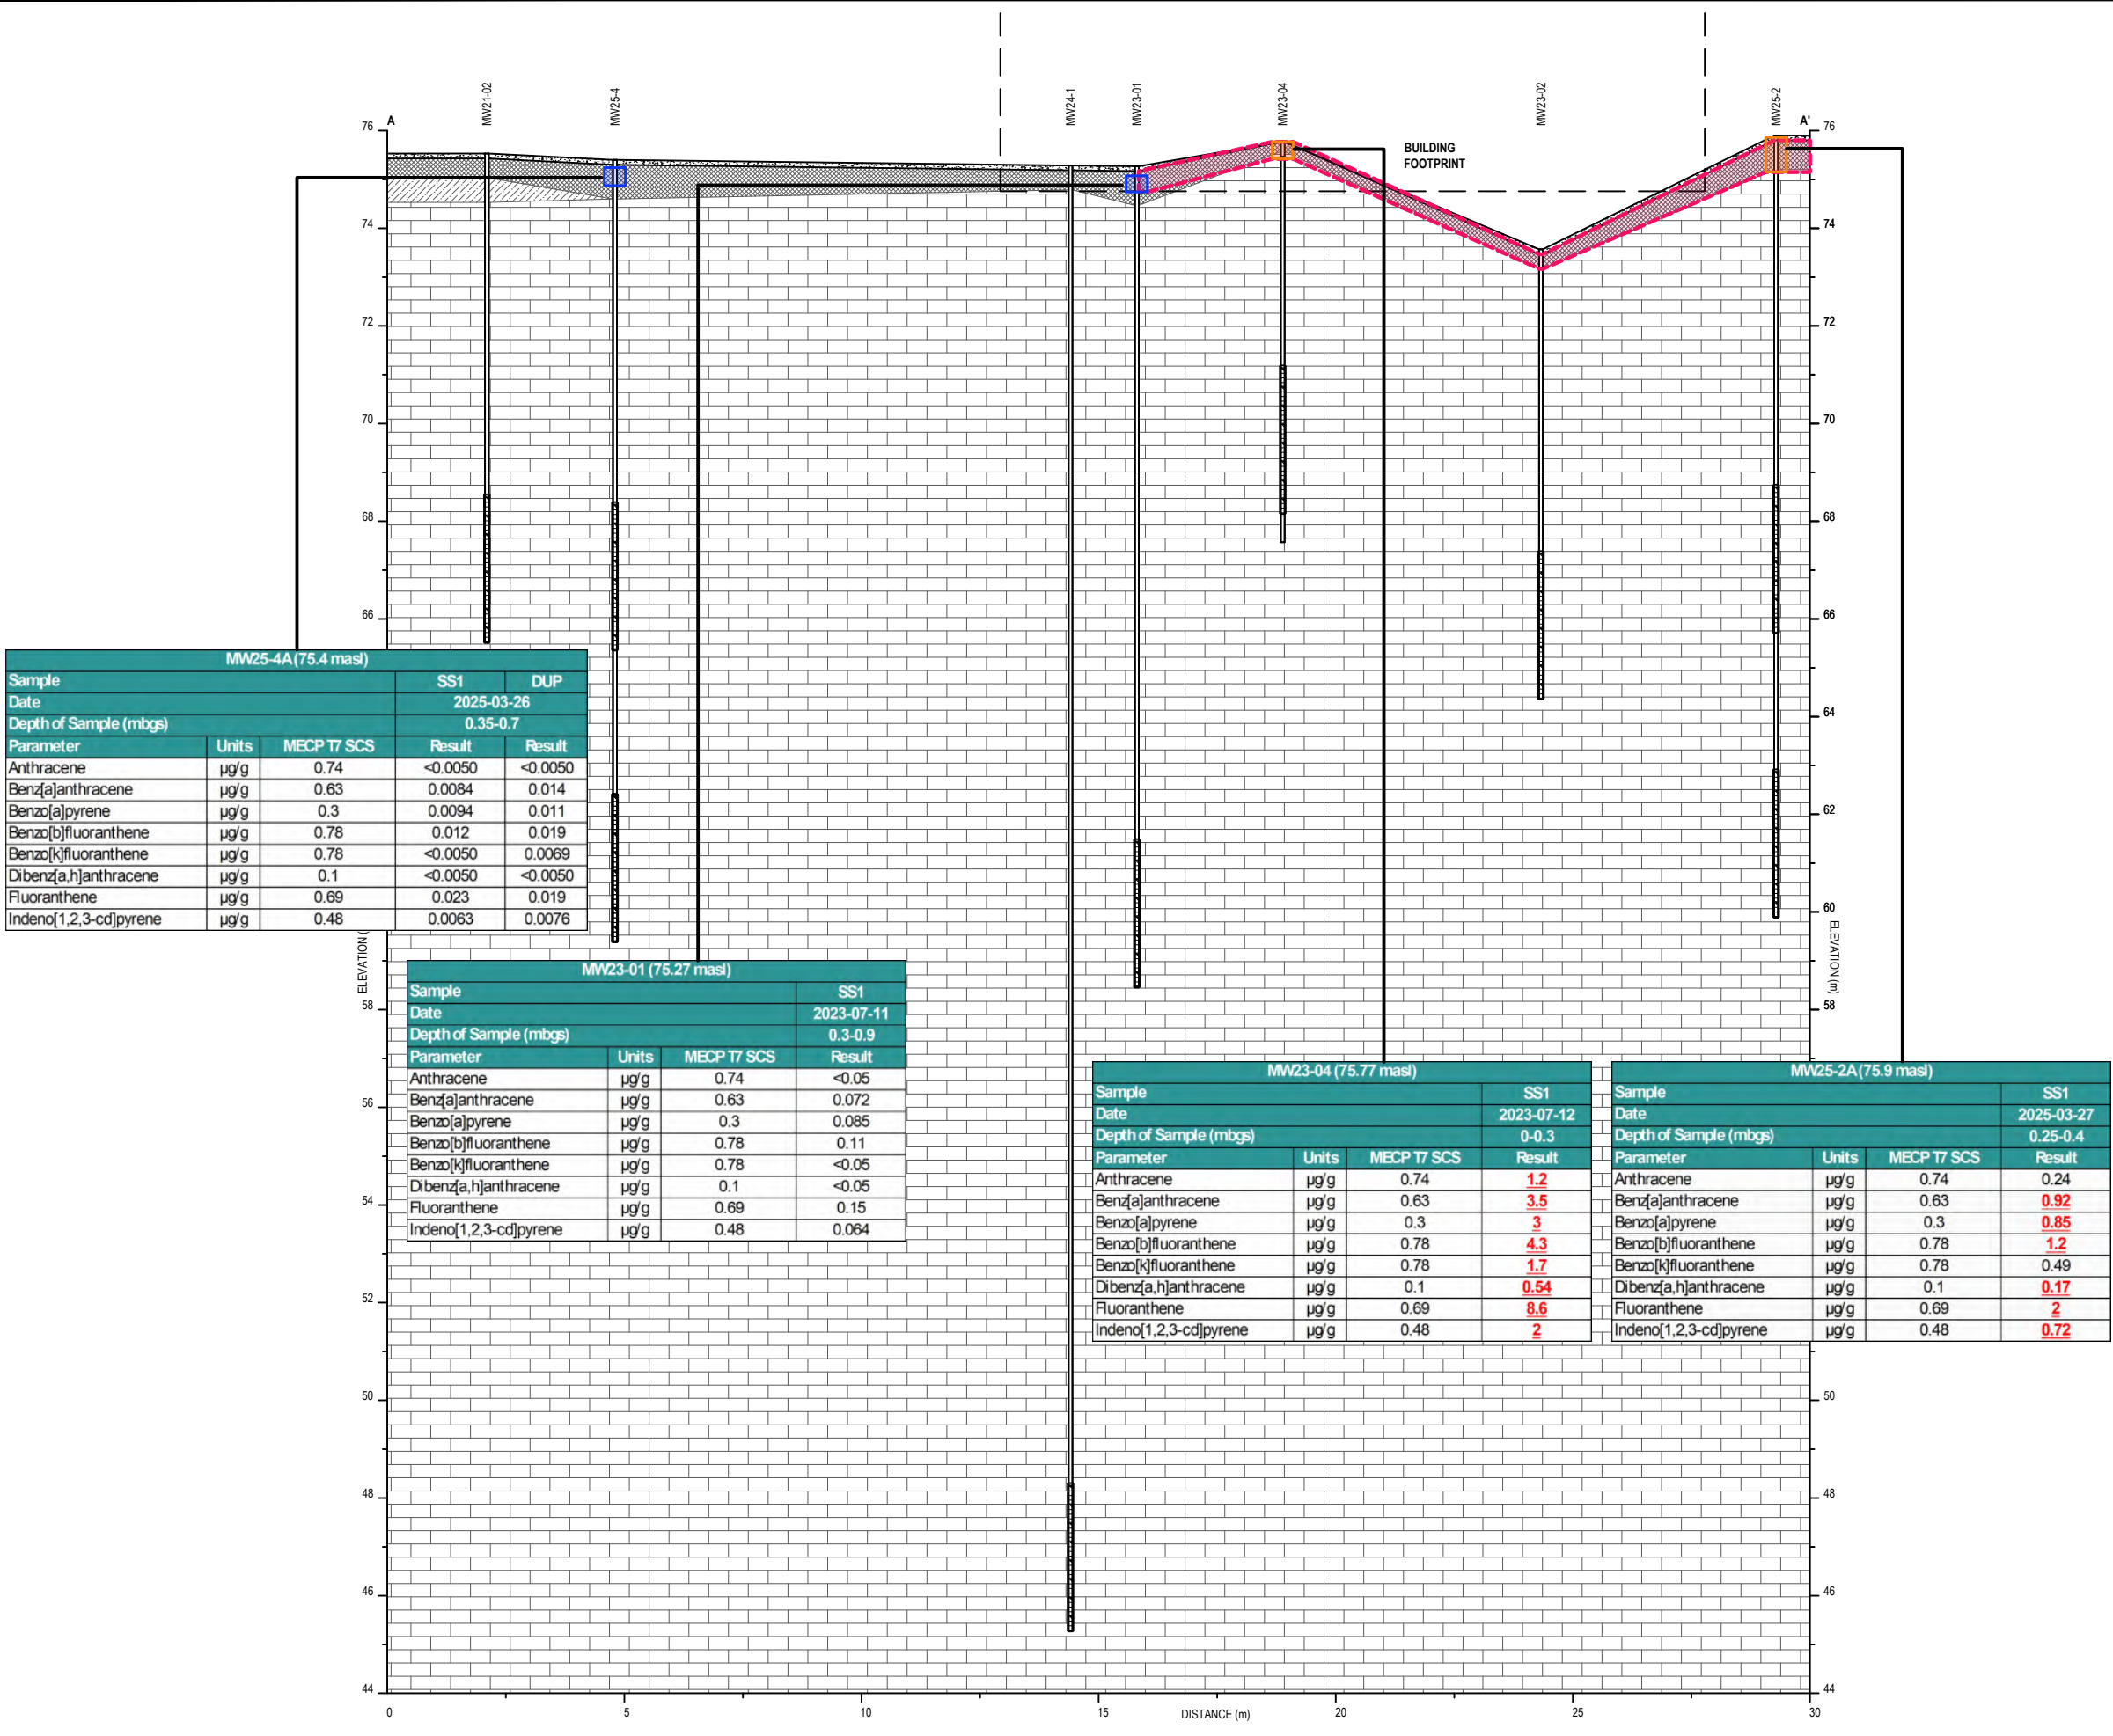 MW21-02
MW25-4
MW24-1
MW23-01
MW23-04
MW23-02
MW25-2
A
A'
76
76
BUILDING
FOOTPRINT
74
74
72
72
70
70
68
68
66
66
64
62
60
58
58
56
54
52
50
50
48
48
46
46
44
44
ELEVATION (
ELEVATION (m)
0
5
10
15
20
25
30
DISTANCE (m)
MW25-4A (75.4 masl)
Sample SS1 DUP
Date 2025-03-26
Depth of Sample (mbgs) 0.35-0.7
Parameter Units MECP T7 SCS Result Result
Anthracene µg/g 0.74 <0.0050 <0.0050
Benz[a]anthracene µg/g 0.63 0.0084 0.014
Benzo[a]pyrene µg/g 0.3 0.0094 0.011
Benzo[b]fluoranthene µg/g 0.78 0.012 0.019
Benzo[k]fluoranthene µg/g 0.78 <0.0050 0.0069
Dibenz[a,h]anthracene µg/g 0.1 <0.0050 <0.0050
Fluoranthene µg/g 0.69 0.023 0.019
Indeno[1,2,3-cd]pyrene µg/g 0.48 0.0063 0.0076
MW23-01 (75.27 masl)
Sample SS1
Date 2023-07-11
Depth of Sample (mbgs) 0.3-0.9
Parameter Units MECP T7 SCS Result
Anthracene µg/g 0.74 <0.05
Benz[a]anthracene µg/g 0.63 0.072
Benzo[a]pyrene µg/g 0.3 0.085
Benzo[b]fluoranthene µg/g 0.78 0.11
Benzo[k]fluoranthene µg/g 0.78 <0.05
Dibenz[a,h]anthracene µg/g 0.1 <0.05
Fluoranthene µg/g 0.69 0.15
Indeno[1,2,3-cd]pyrene µg/g 0.48 0.064
MW23-04 (75.77 masl)
Sample SS1
Date 2023-07-12
Depth of Sample (mbgs) 0-0.3
Parameter Units MECP T7 SCS Result
Anthracene µg/g 0.74 1.2
Benz[a]anthracene µg/g 0.63 3.5
Benzo[a]pyrene µg/g 0.3 3
Benzo[b]fluoranthene µg/g 0.78 4.3
Benzo[k]fluoranthene µg/g 0.78 1.7
Dibenz[a,h]anthracene µg/g 0.1 0.54
Fluoranthene µg/g 0.69 8.6
Indeno[1,2,3-cd]pyrene µg/g 0.48 2
MW25-2A (75.9 masl)
Sample SS1
Date 2025-03-27
Depth of Sample (mbgs) 0.25-0.4
Parameter Units MECP T7 SCS Result
Anthracene µg/g 0.74 0.24
Benz[a]anthracene µg/g 0.63 0.92
Benzo[a]pyrene µg/g 0.3 0.85
Benzo[b]fluoranthene µg/g 0.78 1.2
Benzo[k]fluoranthene µg/g 0.78 0.49
Dibenz[a,h]anthracene µg/g 0.1 0.17
Fluoranthene µg/g 0.69 2
Indeno[1,2,3-cd]pyrene µg/g 0.48 0.72